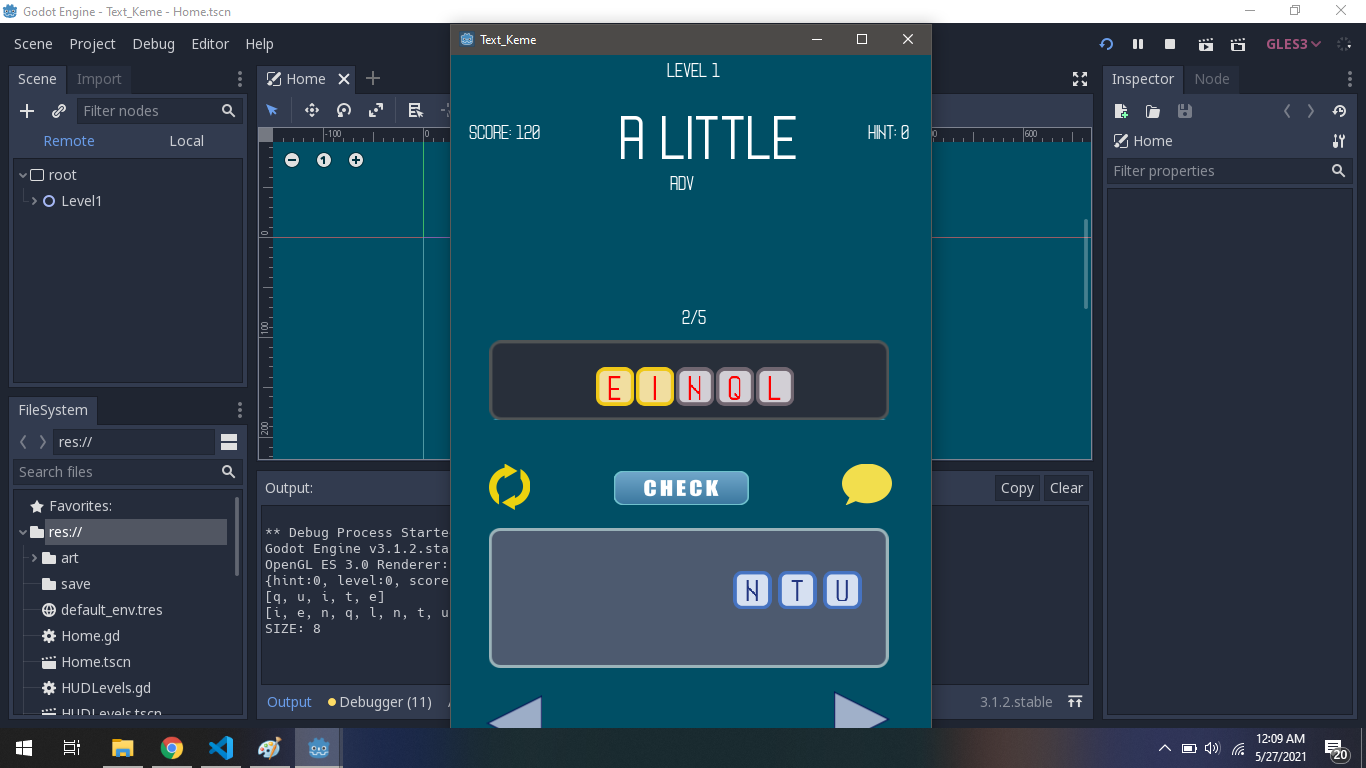 Godot Engine - Text_Keme - Home.tscn
Text_Keme
Scene Project Debug Editor Help
GLES3
Scene Import
Home
Inspector Node
Filter nodes
Remote Local
root
Level1
-100 0 600
0
100
200
1
LEVEL 1
SCORE: 120
A LITTLE
HINT: 0
ADV
2/5
E I N Q L
CHECK
N T U
Home
Filter properties
FileSystem
res://
Search files
Favorites:
res://
art
save
default_env.tres
Home.gd
Home.tscn
HUDLevels.gd
HUDLevels.tscn
Output:
Copy Clear
** Debug Process Starte
Godot Engine v3.1.2.sta
OpenGL ES 3.0 Renderer:
{hint:0, level:0, score
[q, u, i, t, e]
[i, e, n, q, l, n, t, u
SIZE: 8
Output Debugger (11)
3.1.2.stable
12:09 AM
5/27/2021
20